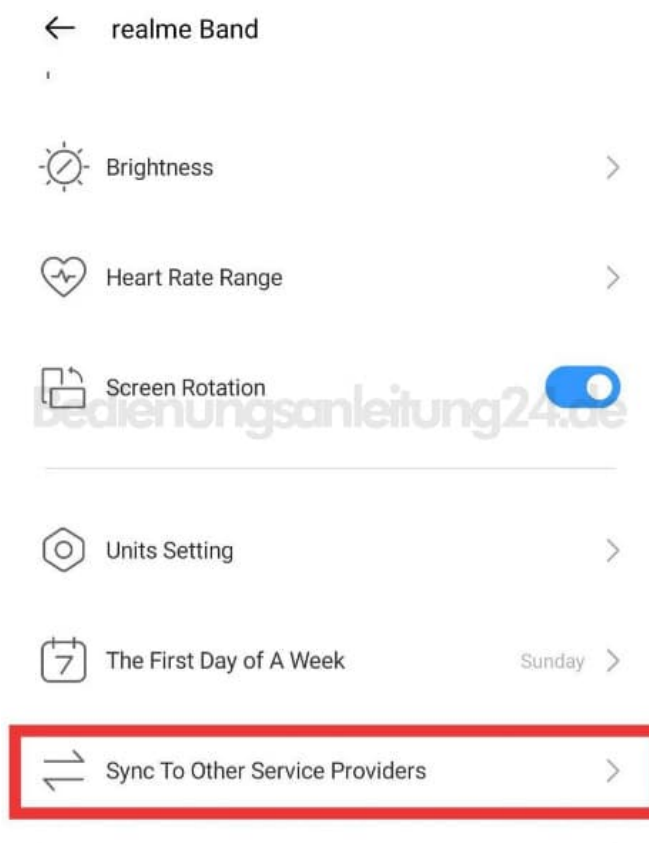 realme Band
Brightness
Heart Rate Range
Screen Rotation
Bedienungsanleitung24.de
Units Setting
7 The First Day of A Week Sunday
Sync To Other Service Providers